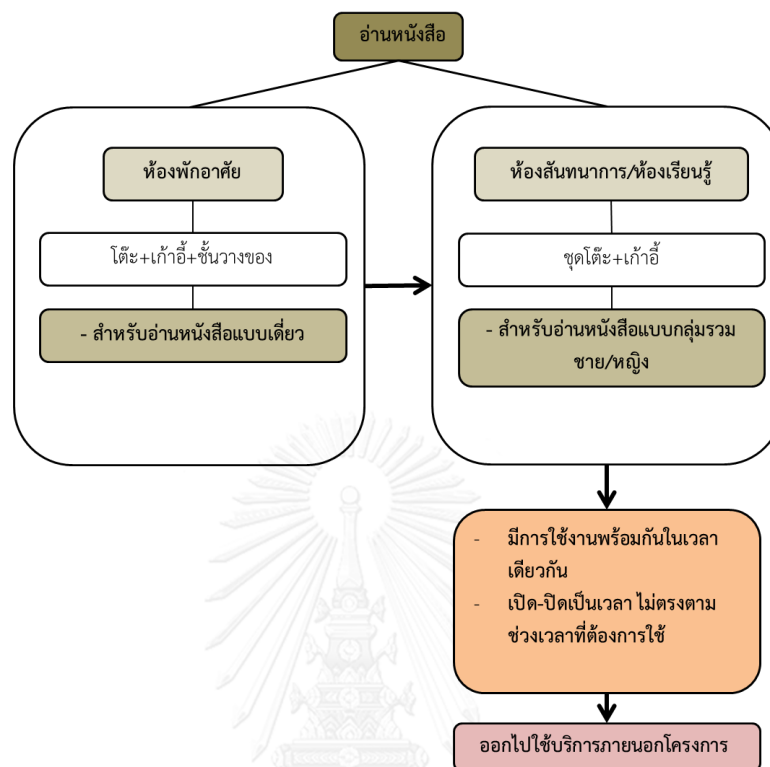 อ่านหนังสือ
ห้องพักอาศัย
โต๊ะ+เก้าอี้+ชั้นวางของ
- สำหรับอ่านหนังสือแบบเดี่ยว
ห้องสันทนาการ/ห้องเรียนรู้
ชุดโต๊ะ+เก้าอี้
- สำหรับอ่านหนังสือแบบกลุ่มรวม
ชาย/หญิง
- มีการใช้งานพร้อมกันในเวลา
เดียวกัน
- เปิด-ปิดเป็นเวลา ไม่ตรงตาม
ช่วงเวลาที่ต้องการใช้
ออกไปใช้บริการภายนอกโครงการ